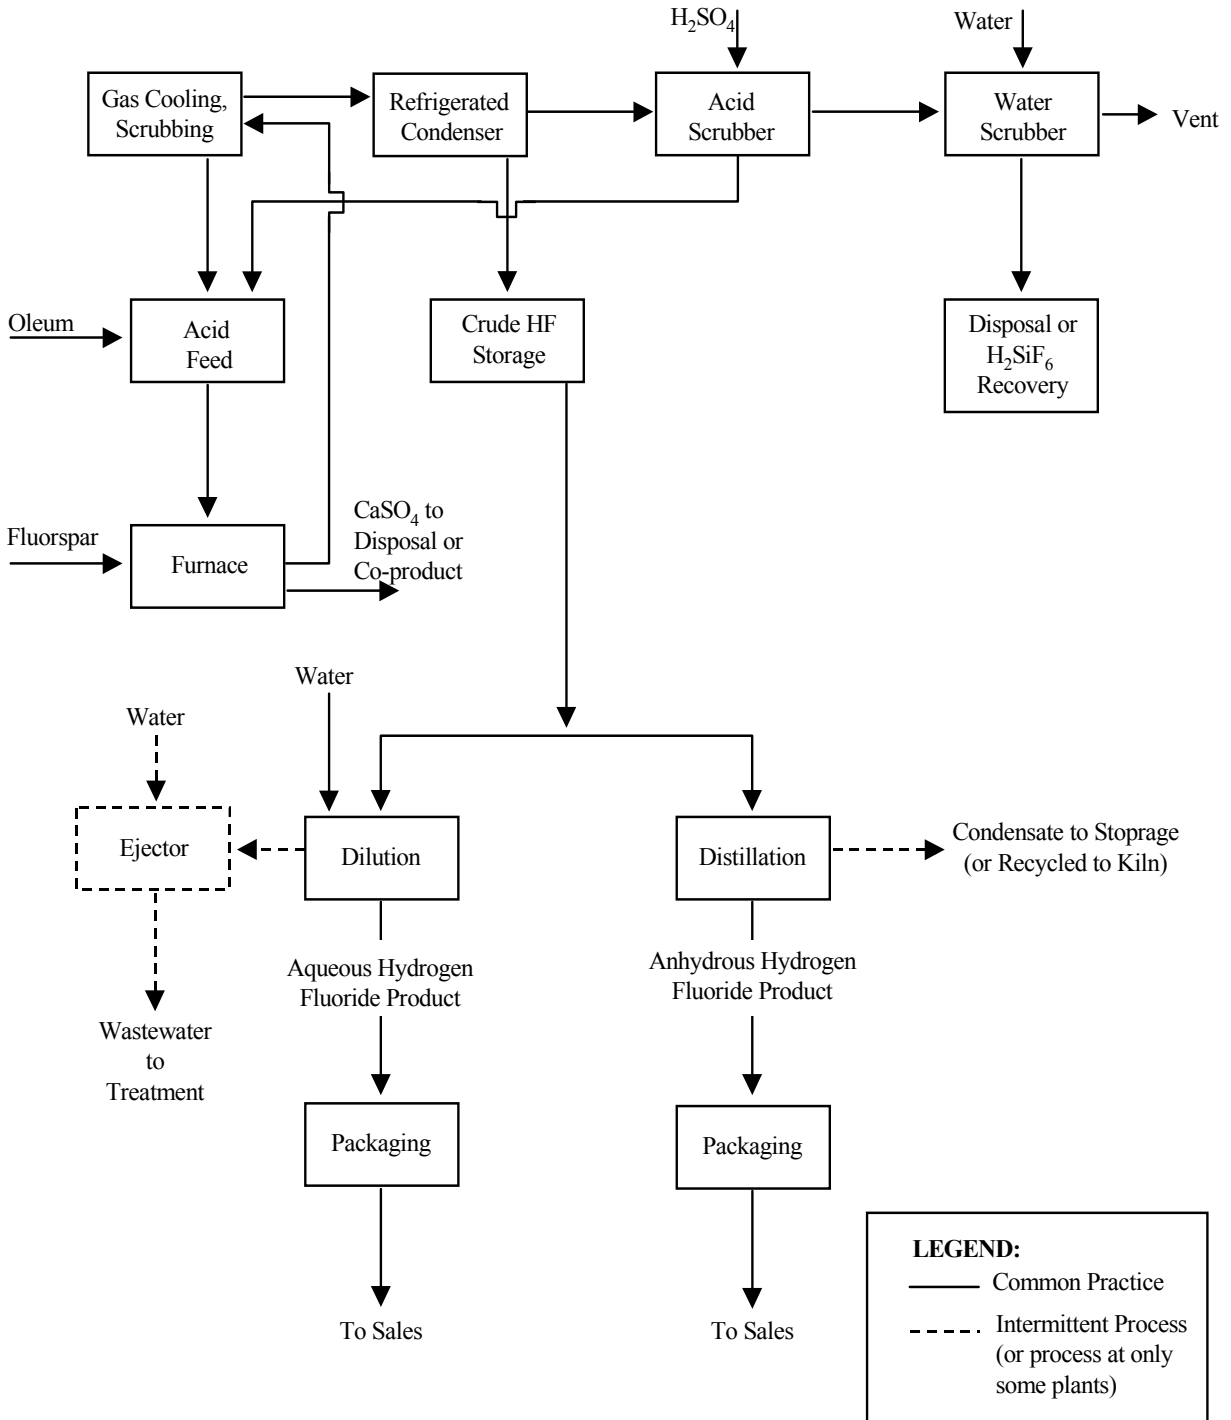 H₂SO₄
Water
Gas Cooling,
Scrubbing
Refrigerated
Condenser
Acid
Scrubber
Water
Scrubber
Vent
Oleum
Acid
Feed
Crude HF
Storage
Disposal or
H₂SiF₆
Recovery
Fluorspar
Furnace
CaSO₄ to
Disposal or
Co-product
Water
Water
Ejector
Dilution
Distillation
Condensate to Stoprage
(or Recycled to Kiln)
Aqueous Hydrogen
Fluoride Product
Anhydrous Hydrogen
Fluoride Product
Wastewater
to
Treatment
Packaging
Packaging
To Sales
To Sales
LEGEND:
Common Practice
Intermittent Process
(or process at only
some plants)